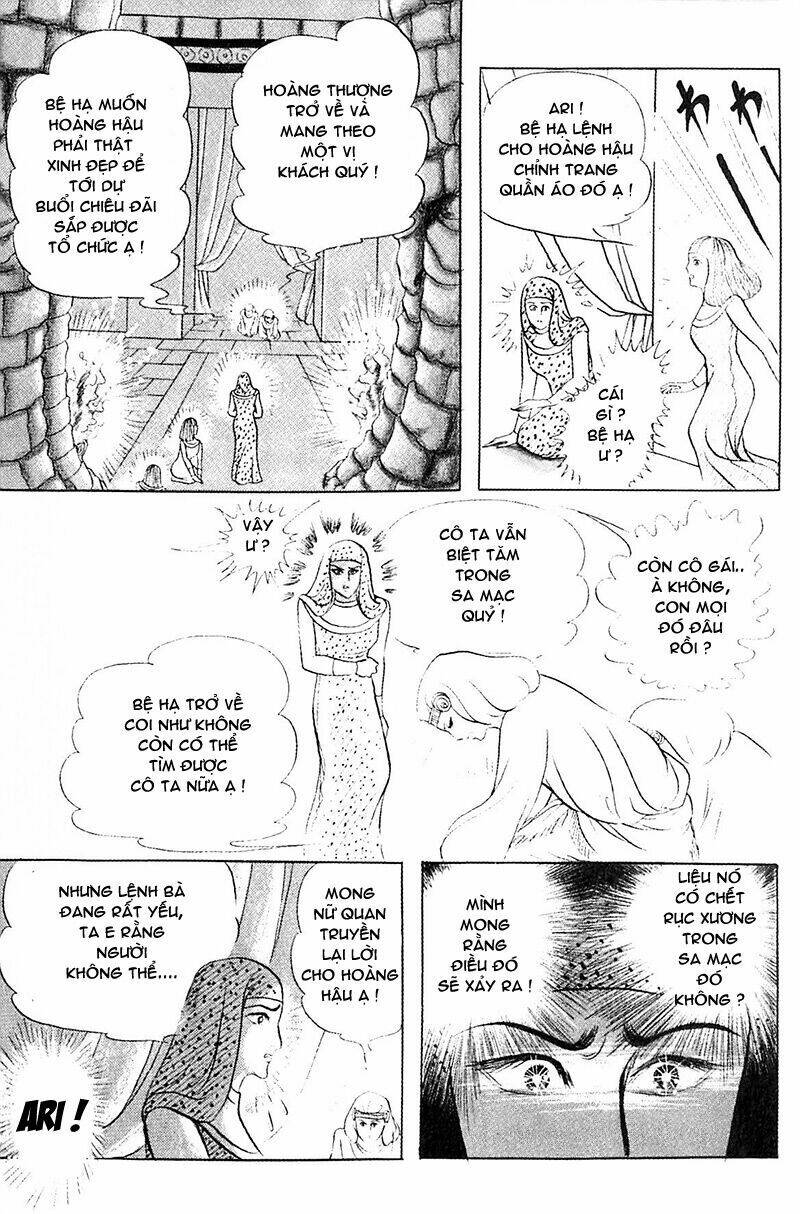 ARI !
BỆ HẠ LỆNH
CHO HOÀNG HẬU
CHỈNH TRANG
QUẦN ÁO ĐÓ Ạ !
わ
わ
CÁI
GÌ ?
BỆ HẠ
Ư ?
HOÀNG THƯỢNG
TRỞ VỀ VÀ
MANG THEO
MỘT VỊ
KHÁCH QUÝ !
BỆ HẠ MUỐN
HOÀNG HẬU
PHẢI THẬT
XINH ĐẸP ĐỂ
TỚI DỰ
BUỔI CHIÊU ĐÃI
SẮP ĐƯỢC
TỔ CHỨC Ạ !
CÒN CÔ GÁI..
À KHÔNG,
CON MỌI
ĐÓ ĐÂU
RỒI ?
CÔ TA VẪN
BIỆT TĂM
TRONG
SA MẠC
QUỶ !
VẬY
Ư ?
BỆ HẠ TRỞ VỀ
COI NHƯ KHÔNG
CÒN CÓ THỂ
TÌM ĐƯỢC
CÔ TA NỮA Ạ !
LIỆU NÓ
CÓ CHẾT
RỤC XƯƠNG
TRONG
SA MẠC
ĐÓ
KHÔNG ?
MÌNH
MONG
RẰNG
ĐIỀU ĐÓ
SẼ XẢY RA !
MONG
NỮ QUAN
TRUYỀN
LẠI LỜI
CHO HOÀNG
HẬU Ạ !
NHƯNG LỆNH BÀ
ĐANG RẤT YẾU,
TA E RẰNG
NGƯỜI
KHÔNG THỂ....
ARI !